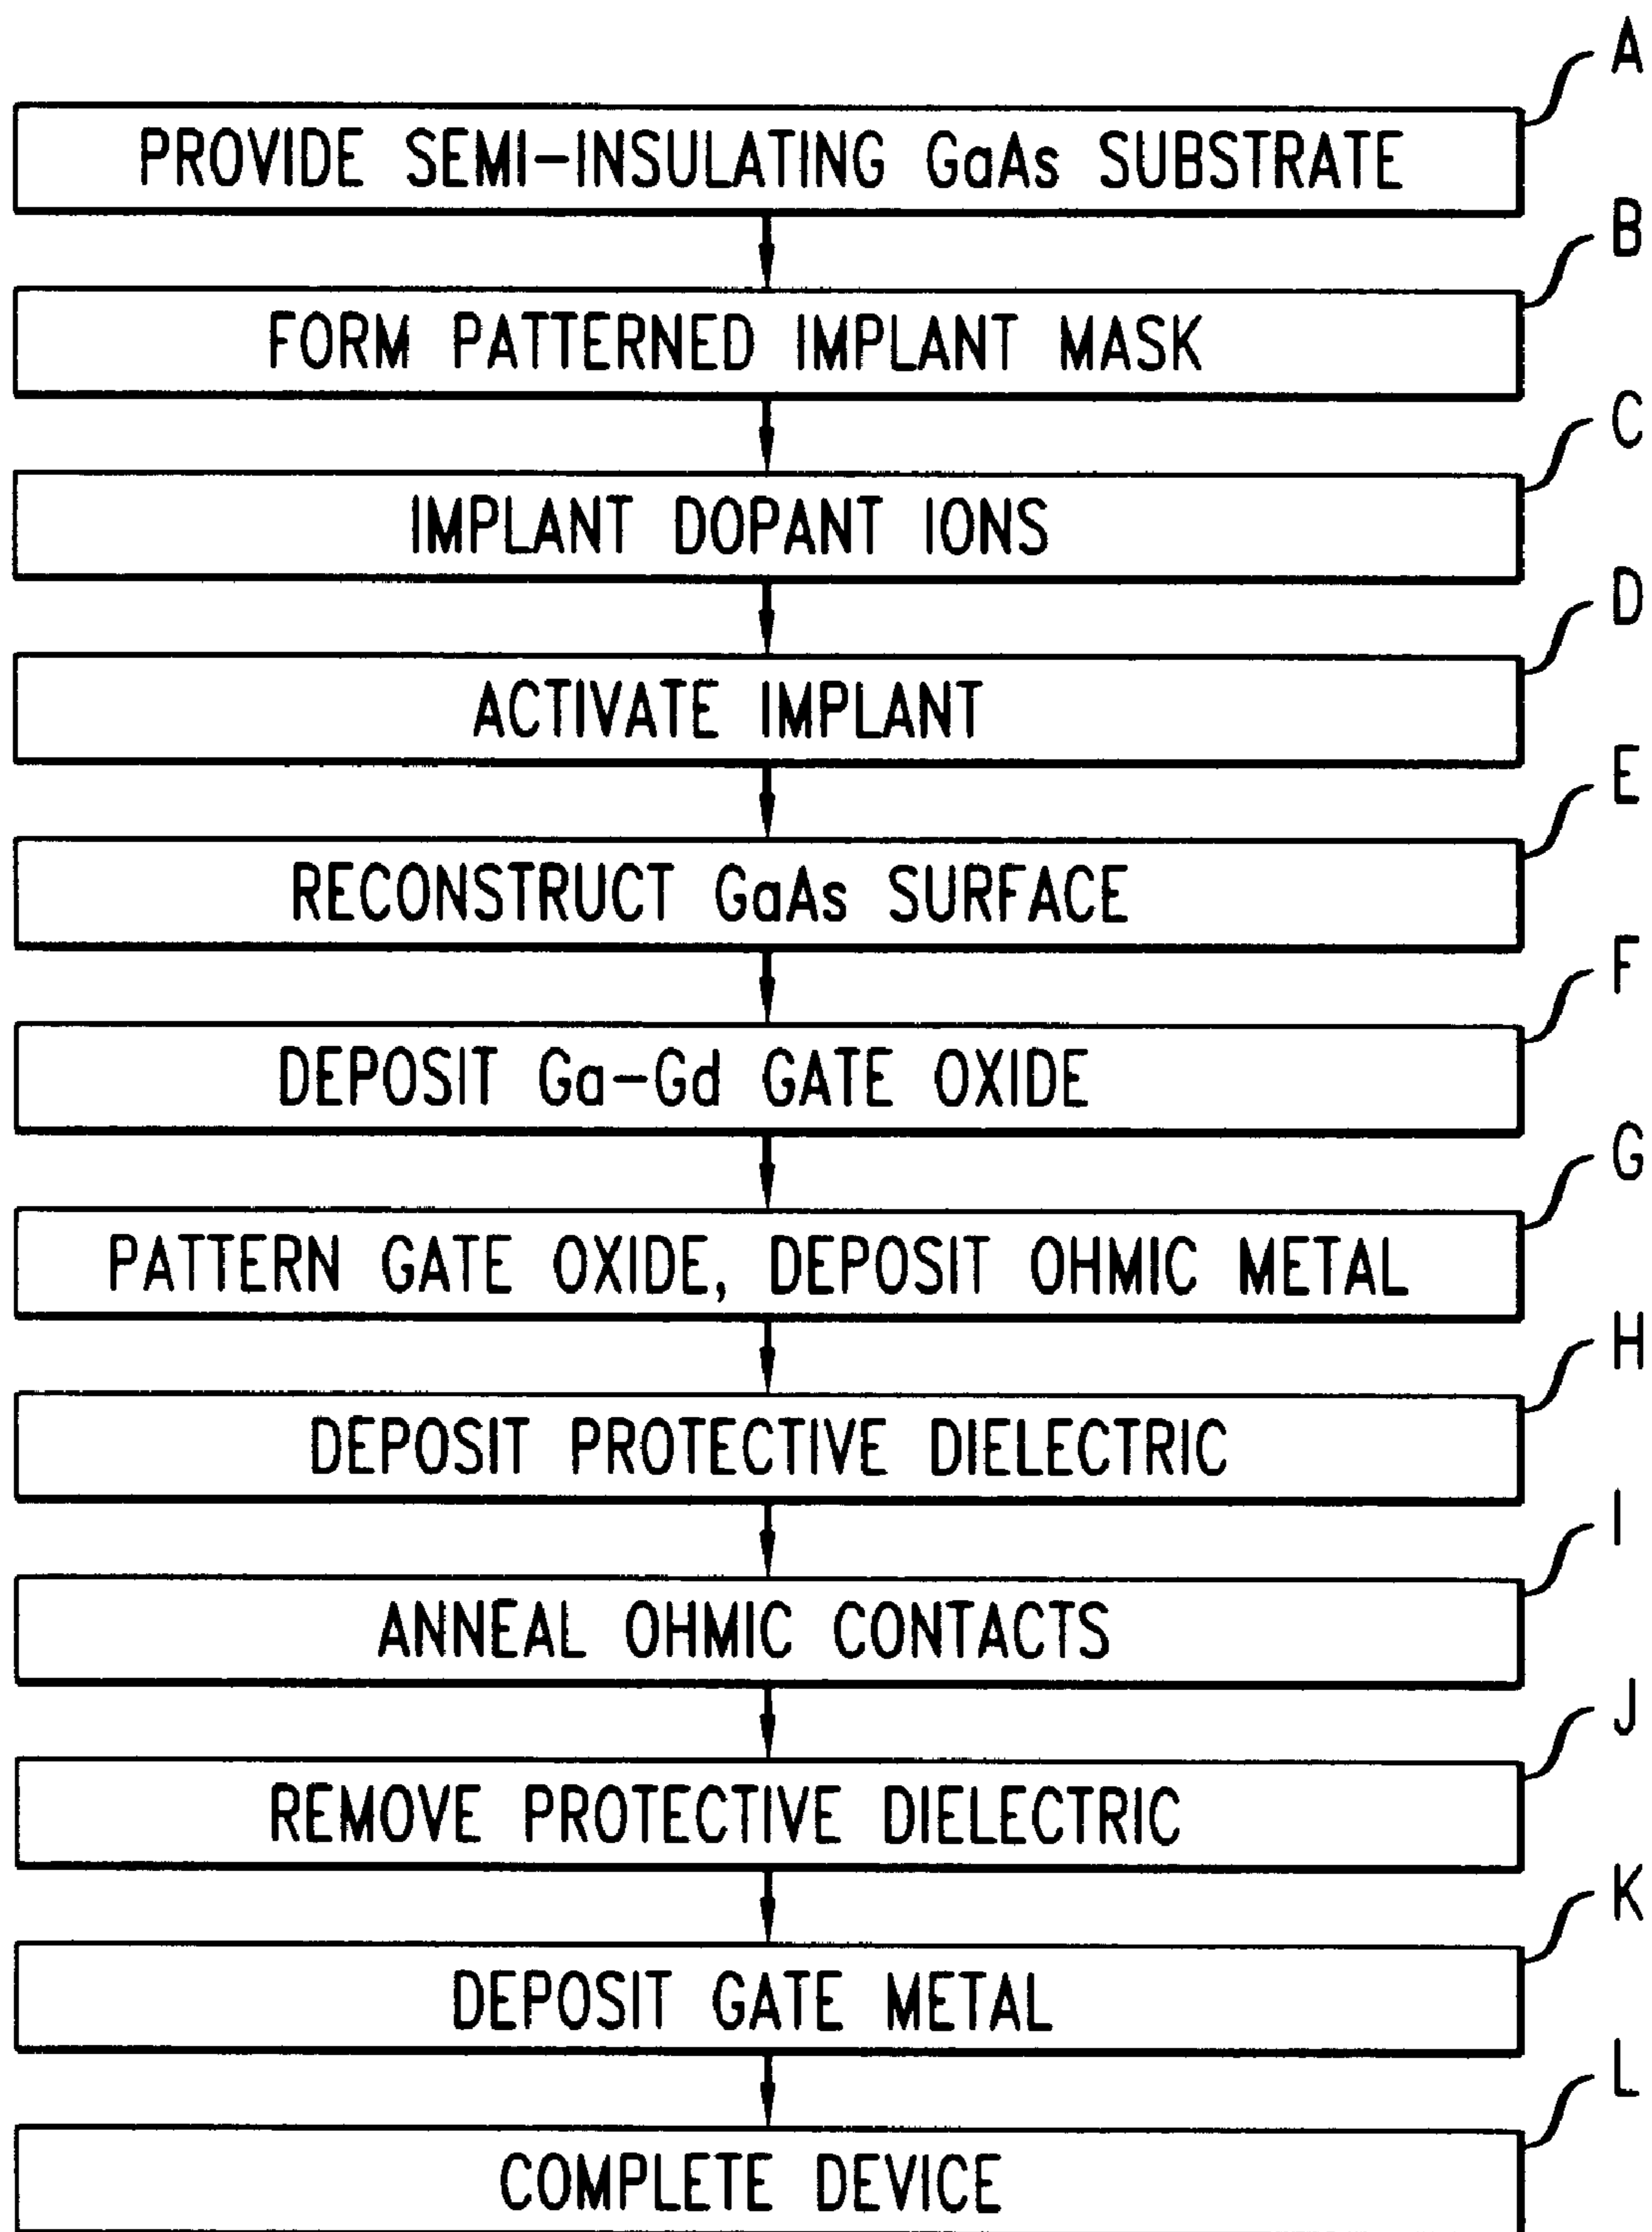 A
PROVIDE SEMI-INSULATING GaAs SUBSTRATE
B
FORM PATTERNED IMPLANT MASK
C
IMPLANT DOPANT IONS
D
ACTIVATE IMPLANT
E
RECONSTRUCT GaAs SURFACE
F
DEPOSIT Ga-Gd GATE OXIDE
G
PATTERN GATE OXIDE, DEPOSIT OHMIC METAL
H
DEPOSIT PROTECTIVE DIELECTRIC
I
ANNEAL OHMIC CONTACTS
J
REMOVE PROTECTIVE DIELECTRIC
K
DEPOSIT GATE METAL
L
COMPLETE DEVICE